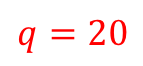 q = 20